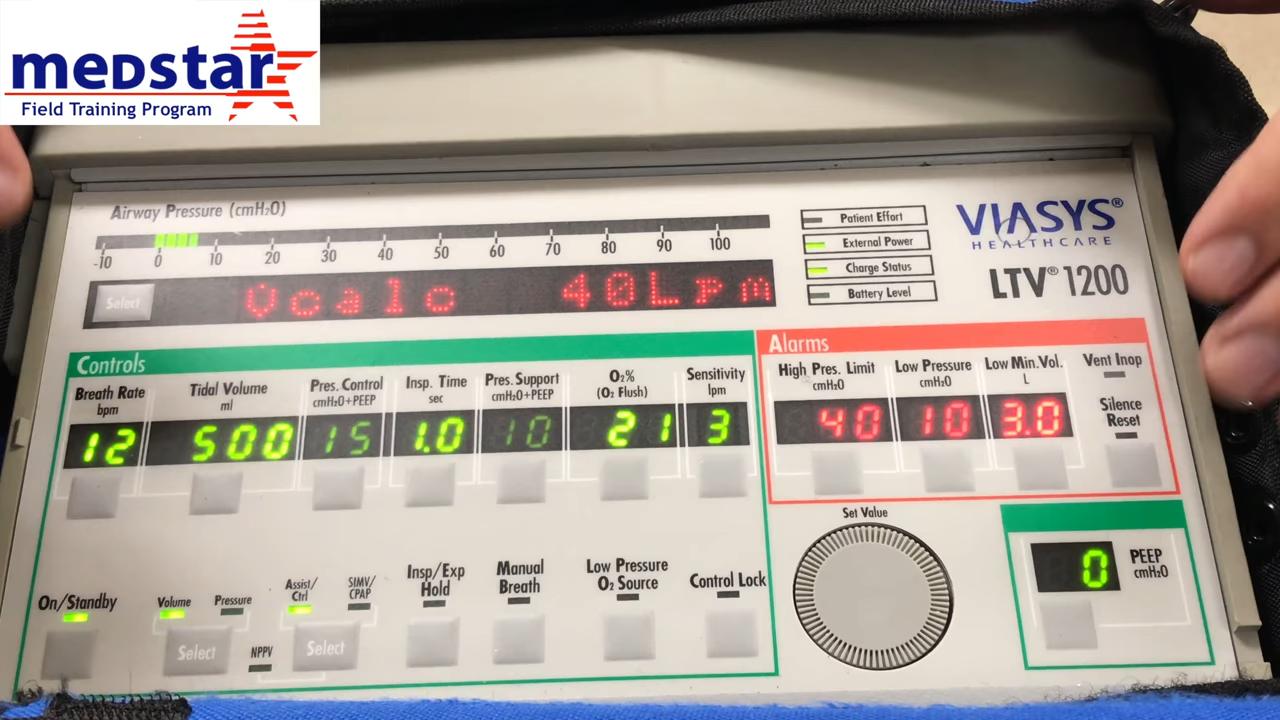 medstar
Field Training Program
Airway Pressure (cmH2O)
-10 0 10 20 30 40 50 60 70 80 90 100
Select
Vcalc 40Lpm
Patient Effort
External Power
Charge Status
Battery Level
VIASYS®
HEALTHCARE
LTV® 1200
Controls
Breath Rate
bpm
Tidal Volume
ml
Pres. Control
cmH2O+PEEP
Insp. Time
sec
Pres. Support
cmH2O+PEEP
O2%
(O2 Flush)
Sensitivity
lpm
12 500 15 1.0 10 21 3
Alarms
High Pres. Limit
cmH2O
Low Pressure
cmH2O
Low Min.Vol.
L
40 10 3.0
Vent Inop
Silence
Reset
Set Value
On/Standby
Volume
Pressure
Select
NPPV
Assist/
Ctrl
SIMV/
CPAP
Select
Insp/Exp
Hold
Manual
Breath
Low Pressure
O2 Source
Control Lock
0
PEEP
cmH2O